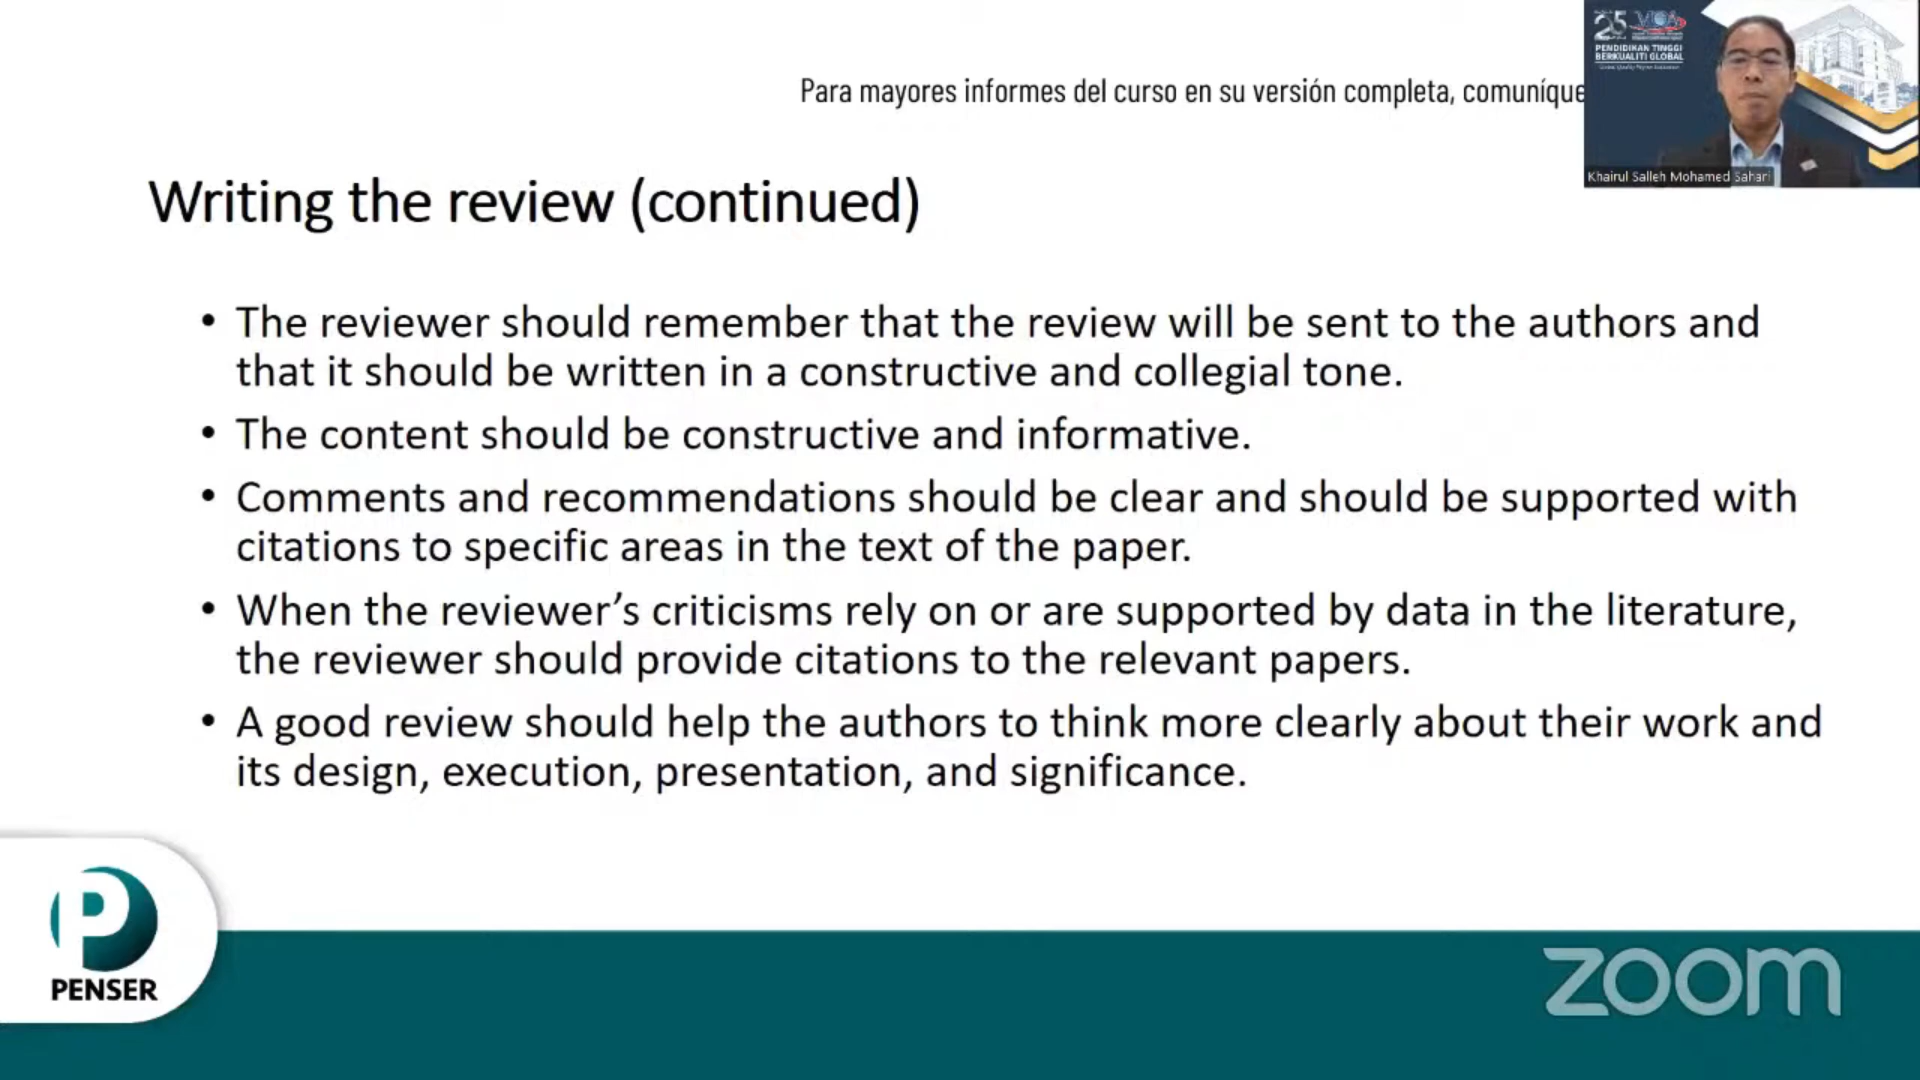 Para mayores informes del curso en su versión completa, comuníque
25
PENDIDIKAN TINGGI
BERKUALITI GLOBAL
Khairul Salleh Mohamed Sahari
Writing the review (continued)
• The reviewer should remember that the review will be sent to the authors and
that it should be written in a constructive and collegial tone.
• The content should be constructive and informative.
• Comments and recommendations should be clear and should be supported with
citations to specific areas in the text of the paper.
• When the reviewer’s criticisms rely on or are supported by data in the literature,
the reviewer should provide citations to the relevant papers.
• A good review should help the authors to think more clearly about their work and
its design, execution, presentation, and significance.
P
PENSER
zoom